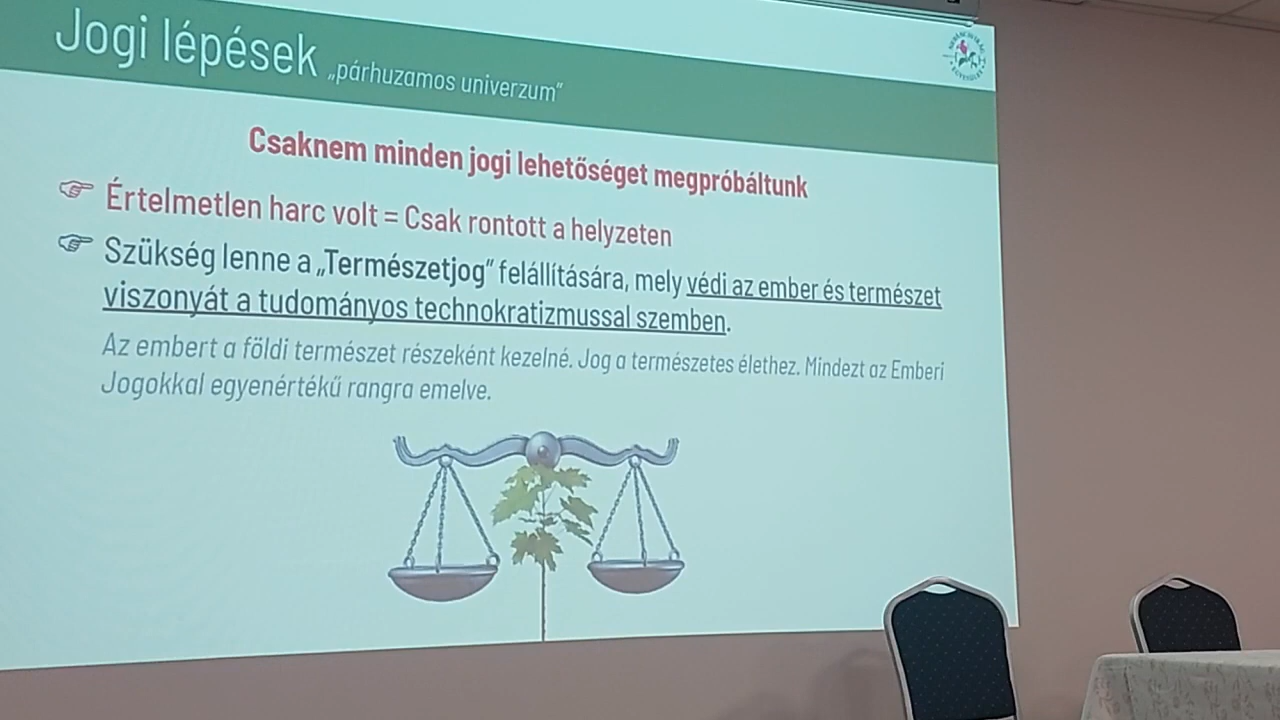 Jogi lépések „párhuzamos univerzum”
Csaknem minden jogi lehetőséget megpróbáltunk
Értelmetlen harc volt = Csak rontott a helyzeten
Szükség lenne a „Természetjog” felállítására, mely védi az ember és természet
viszonyát a tudományos technokratizmussal szemben.
Az embert a földi természet részeként kezelné. Jog a természetes élethez. Mindezt az Emberi
Jogokkal egyenértékű rangra emelve.